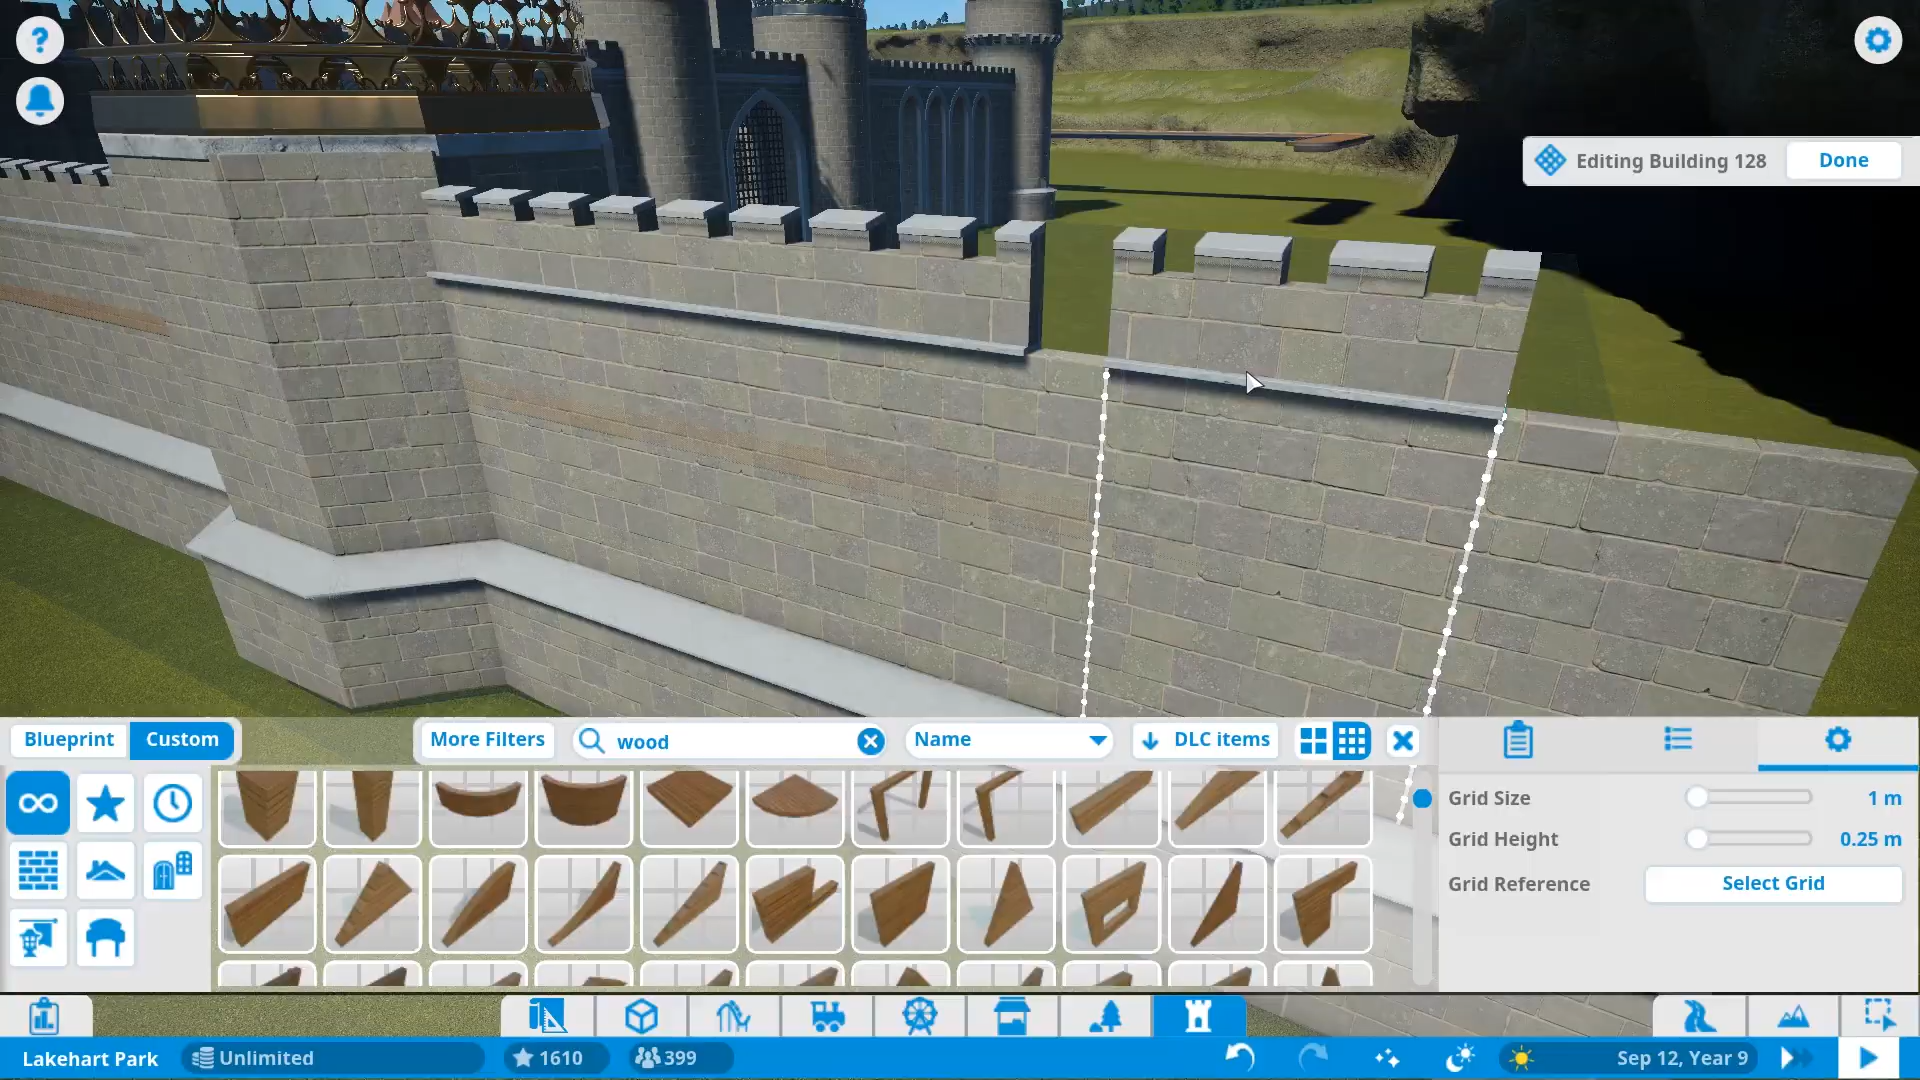 ?
Editing Building 128
Done
Blueprint
Custom
More Filters
wood
Name
DLC items
Grid Size
1 m
Grid Height
0.25 m
Grid Reference
Select Grid
Lakehart Park
Unlimited
1610
399
Sep 12, Year 9